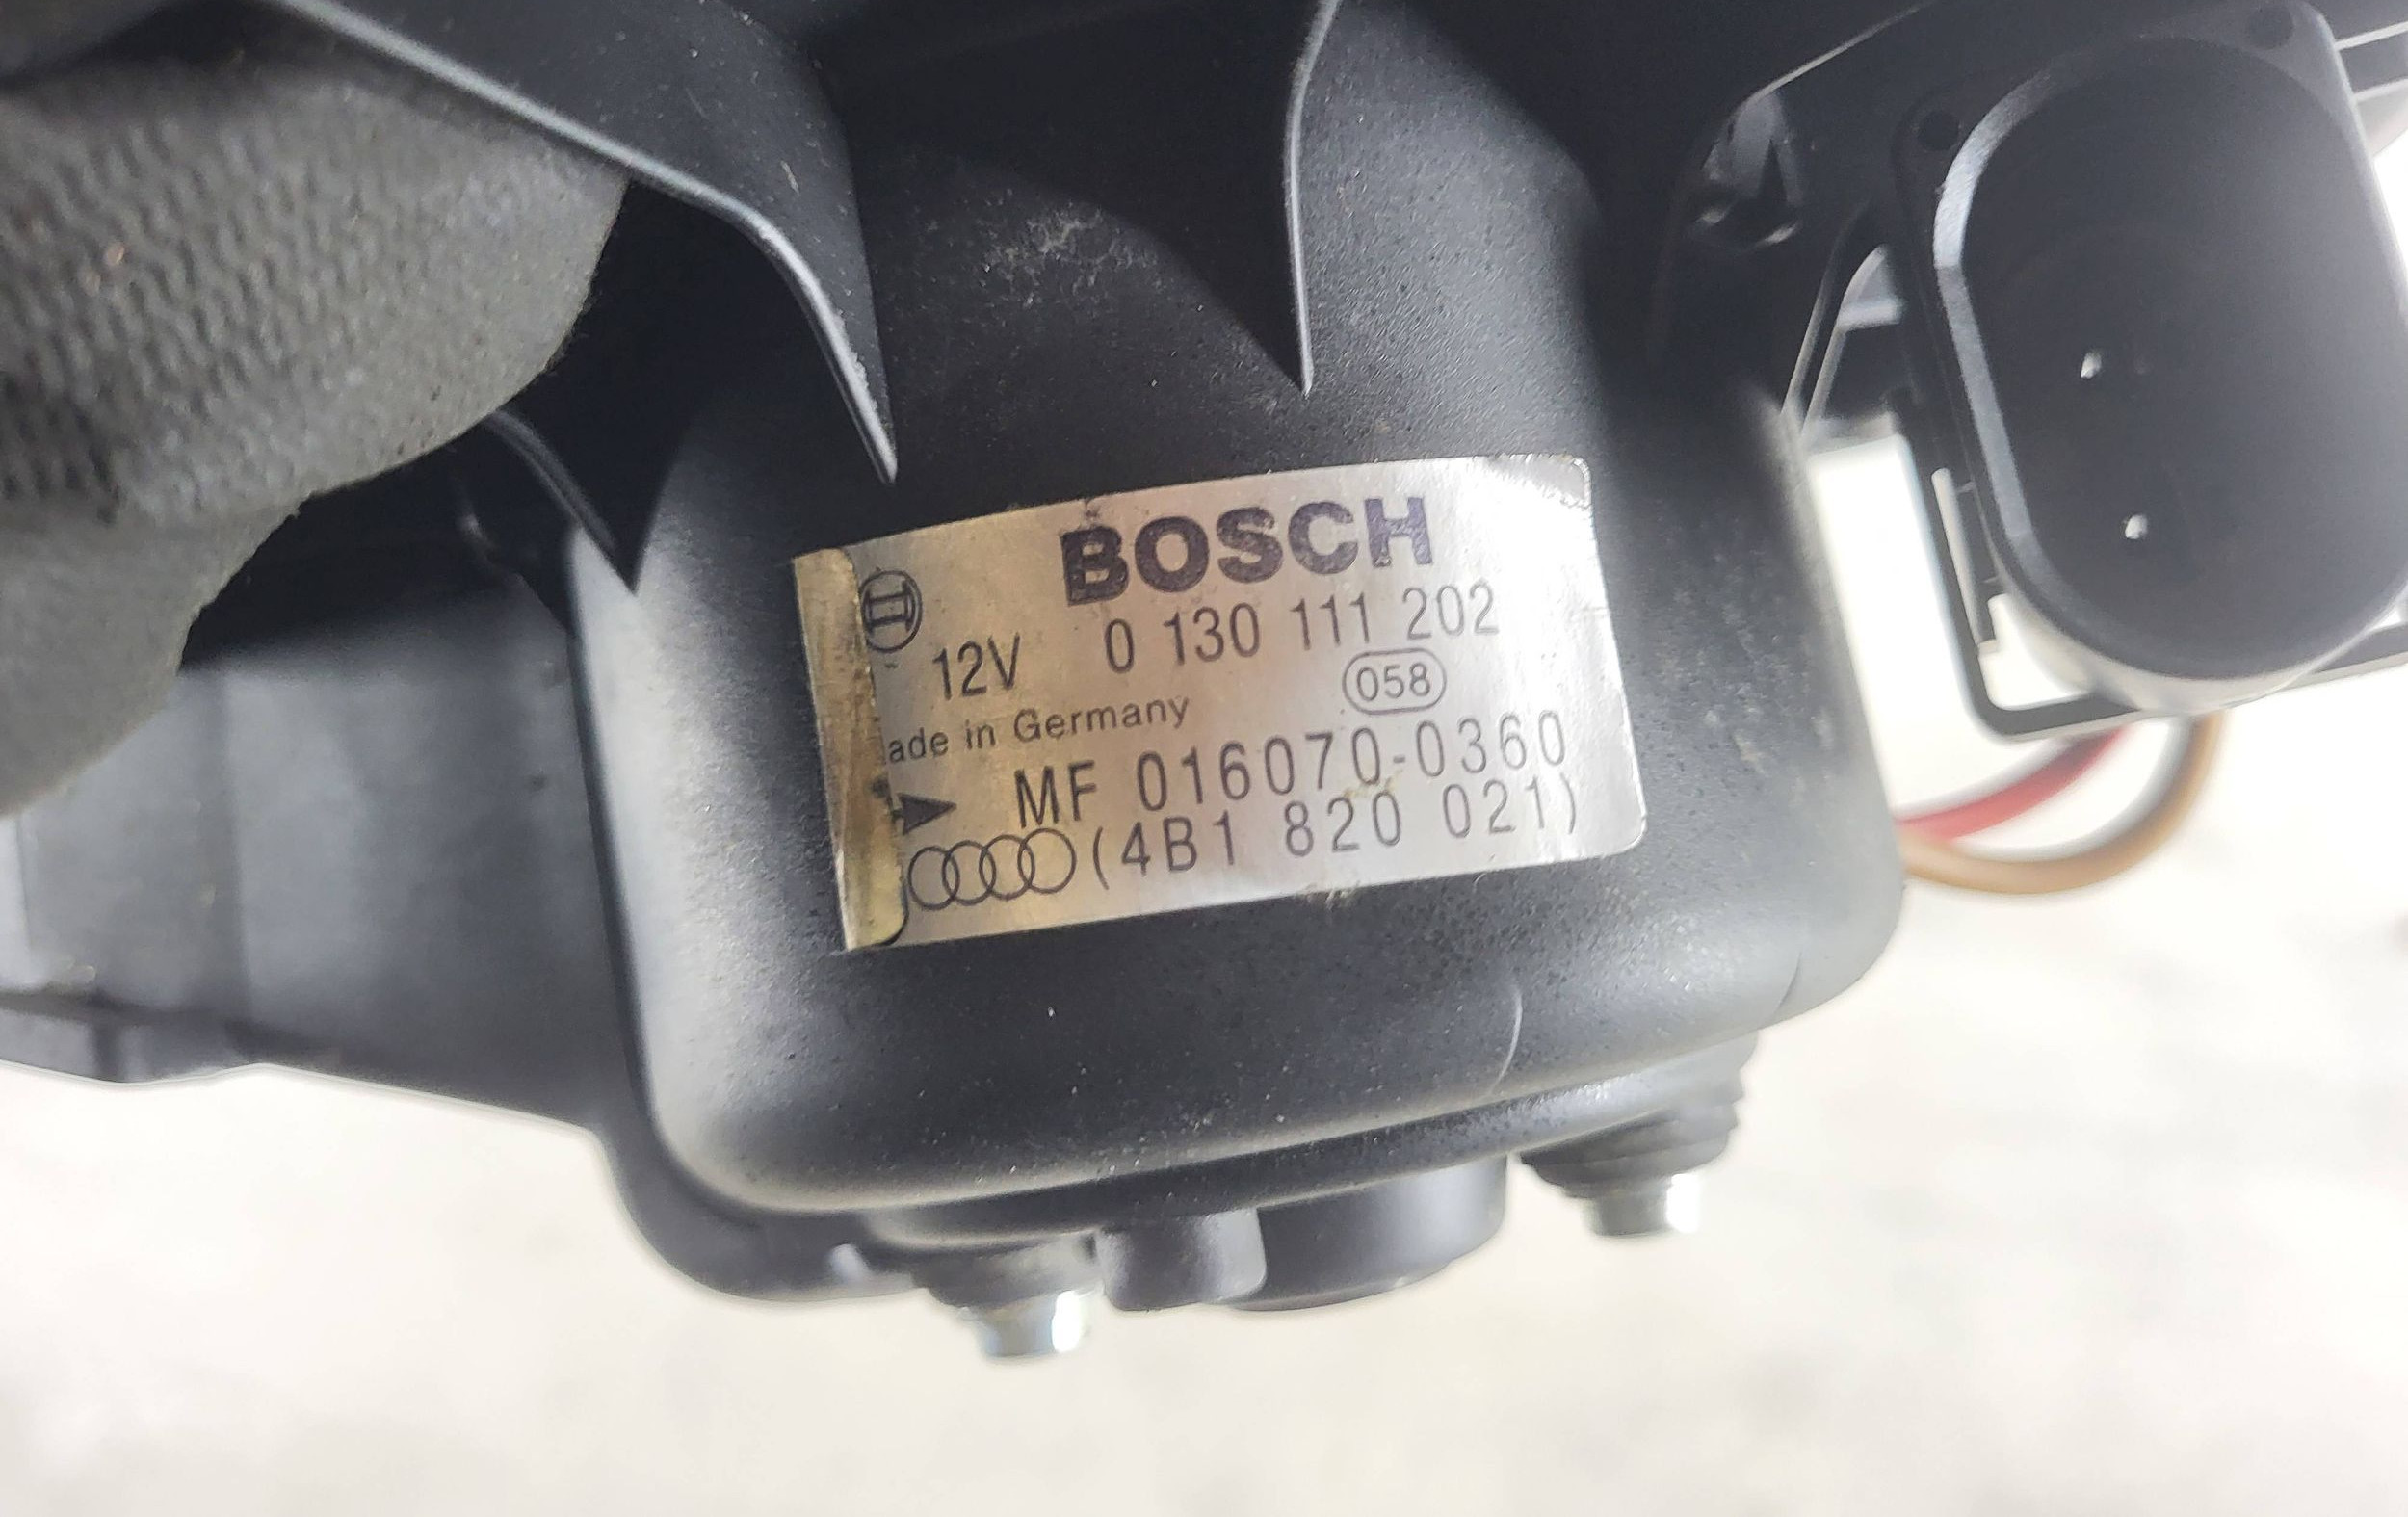 BOSCH
12V 0 130 111 202
ade in Germany 058
MF 016070-0360
(4B1 820 021)